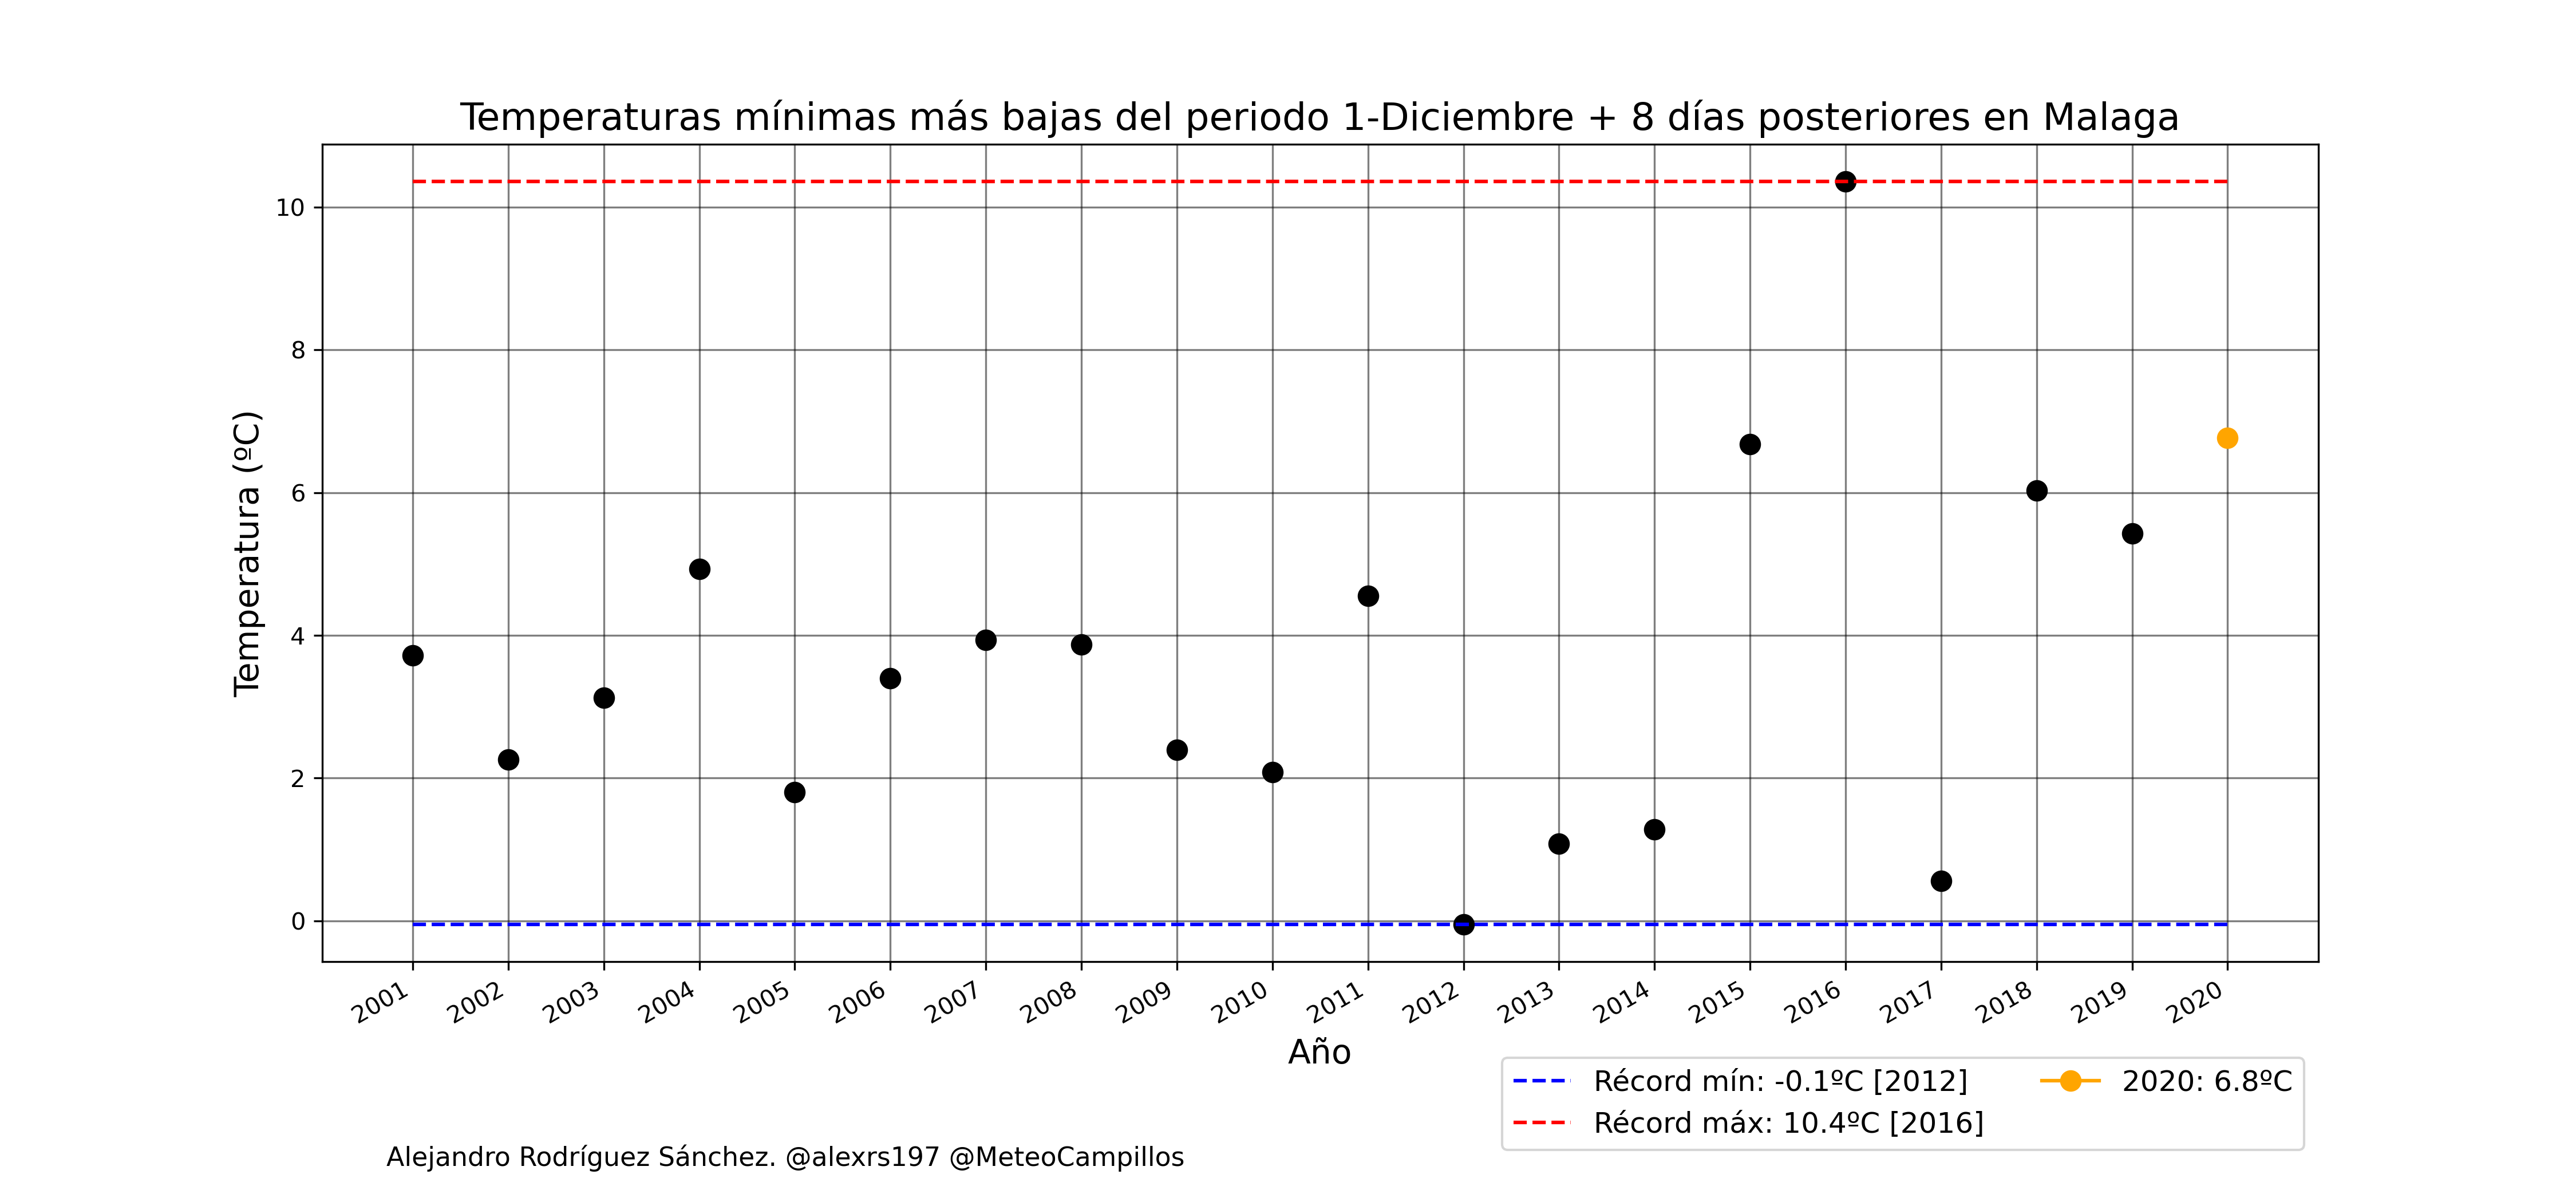 Temperaturas mínimas más bajas del periodo 1-Diciembre + 8 días posteriores en Malaga
Temperatura (ºC)
10
8
6
4
2
0
2001 2002 2003 2004 2005 2006 2007 2008 2009 2010 2011 2012 2013 2014 2015 2016 2017 2018 2019 2020
Año
Récord mín: -0.1ºC [2012] 2020: 6.8ºC
Récord máx: 10.4ºC [2016]
Alejandro Rodríguez Sánchez. @alexrs197 @MeteoCampillos